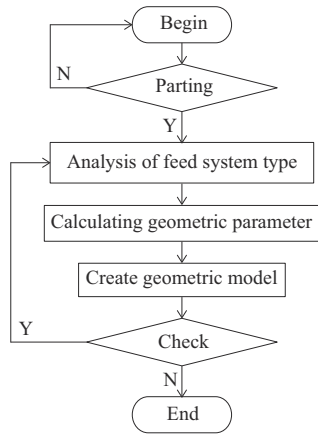 Begin
N
Parting
Y
Analysis of feed system type
Calculating geometric parameter
Create geometric model
Y
Check
N
End